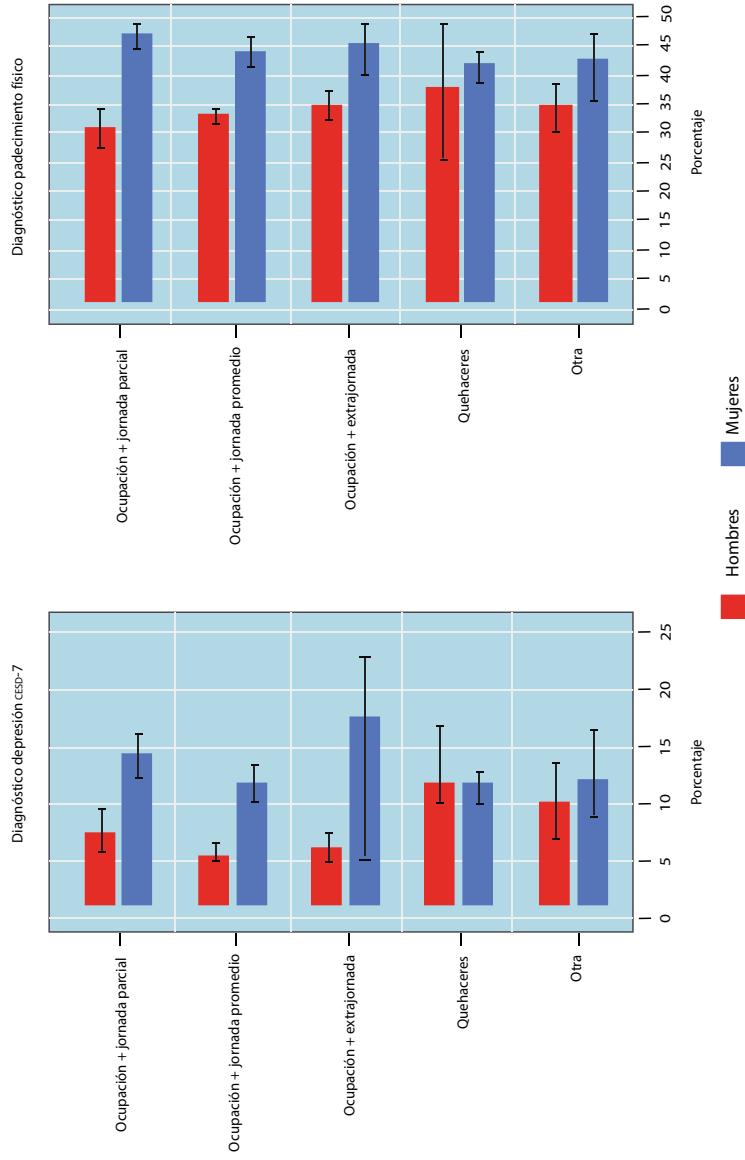 Diagnóstico depresión CESD-7
Ocupación + jornada parcial
Ocupación + jornada promedio
Ocupación + extrajornada
Quehaceres
Otra
0
5
10
15
20
25
Porcentaje
Diagnóstico padecimiento físico
Ocupación + jornada parcial
Ocupación + jornada promedio
Ocupación + extrajornada
Quehaceres
Otra
0
5
10
15
20
25
30
35
40
45
50
Porcentaje
Hombres
Mujeres